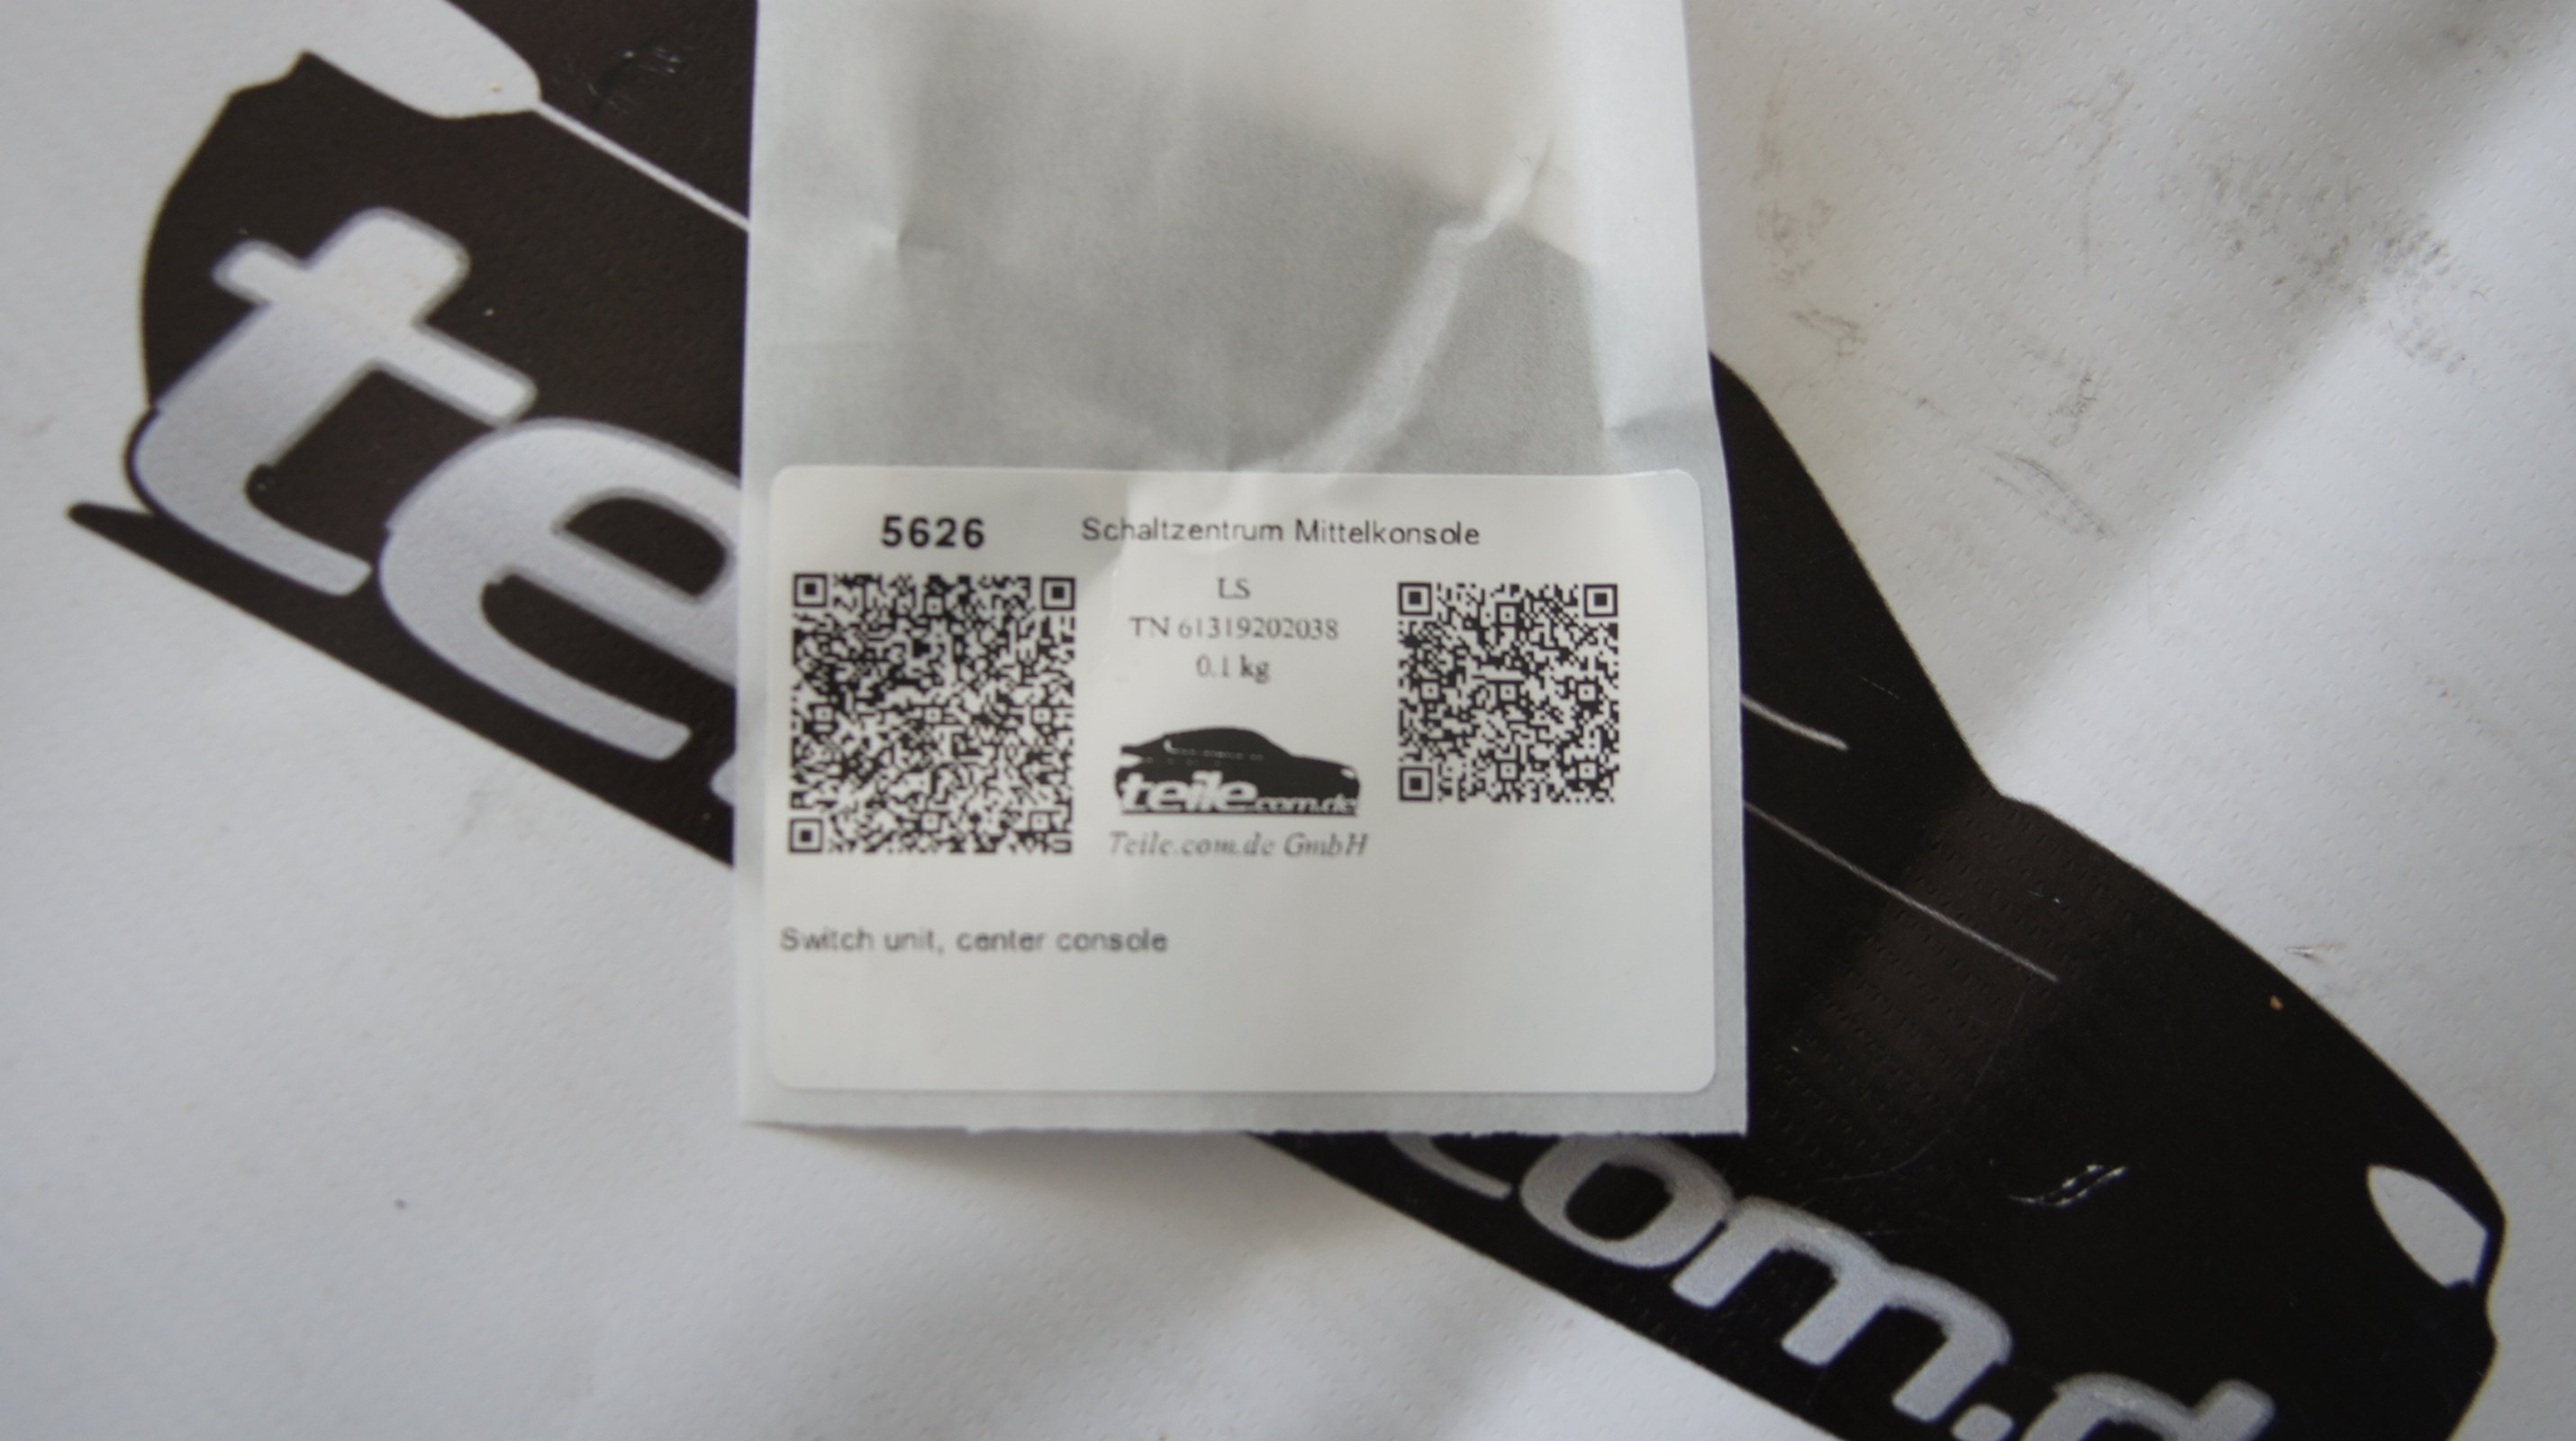 5626 Schaltzentrum Mittelkonsole
LS
TN 61319202038
0.1 kg
teile.com.de
Teile.com.de GmbH
Switch unit, center console
te
com.d